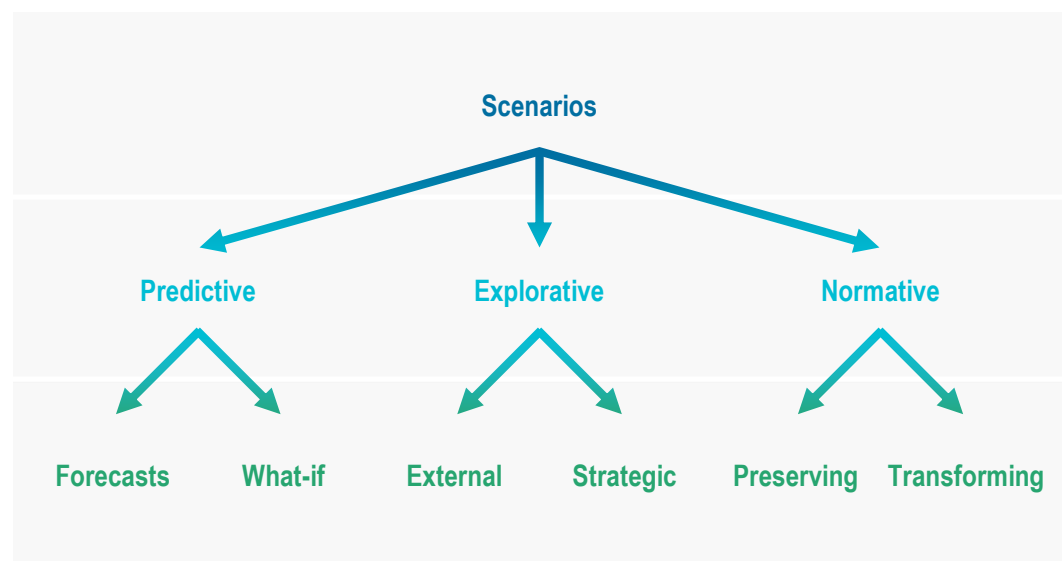 Scenarios
Predictive Explorative Normative
Forecasts What-if External Strategic Preserving Transforming